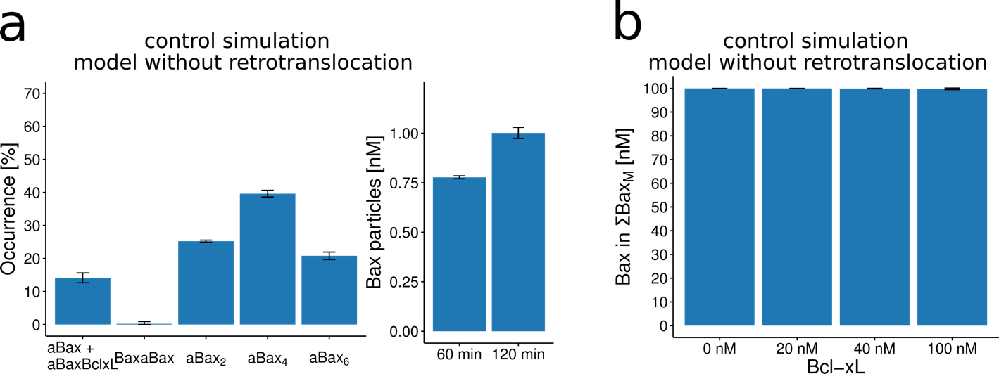 a
control simulation
model without retrotranslocation
Occurrence [%]
70
60
50
40
30
20
10
0
aBax +
aBaxBclxL
BaxaBax
aBax₂
aBax₄
aBax₆
Bax particles [nM]
1.00
0.75
0.50
0.25
0.00
60 min
120 min
b
control simulation
model without retrotranslocation
Bax in ΣBax_M [nM]
100
90
80
70
60
50
40
30
20
10
0
0 nM
20 nM
40 nM
100 nM
Bcl−xL